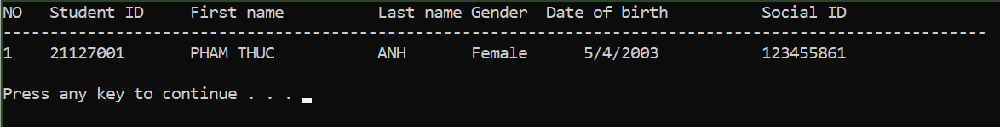 NO Student ID First name Last name Gender Date of birth Social ID
---------------------------------------------------------------------------------------------------------
1 21127001 PHAM THUC ANH Female 5/4/2003 123455861
Press any key to continue . . .